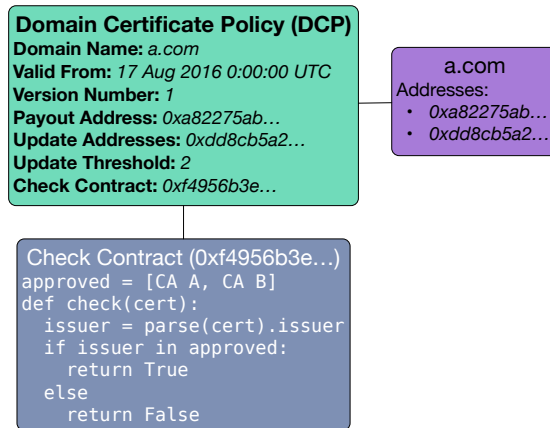 Domain Certificate Policy (DCP)
Domain Name: a.com
Valid From: 17 Aug 2016 0:00:00 UTC
Version Number: 1
Payout Address: 0xa82275ab…
Update Addresses: 0xdd8cb5a2…
Update Threshold: 2
Check Contract: 0xf4956b3e…
a.com
Addresses:
• 0xa82275ab…
• 0xdd8cb5a2…
Check Contract (0xf4956b3e…)
approved = [CA A, CA B]
def check(cert):
  issuer = parse(cert).issuer
  if issuer in approved:
    return True
  else
    return False